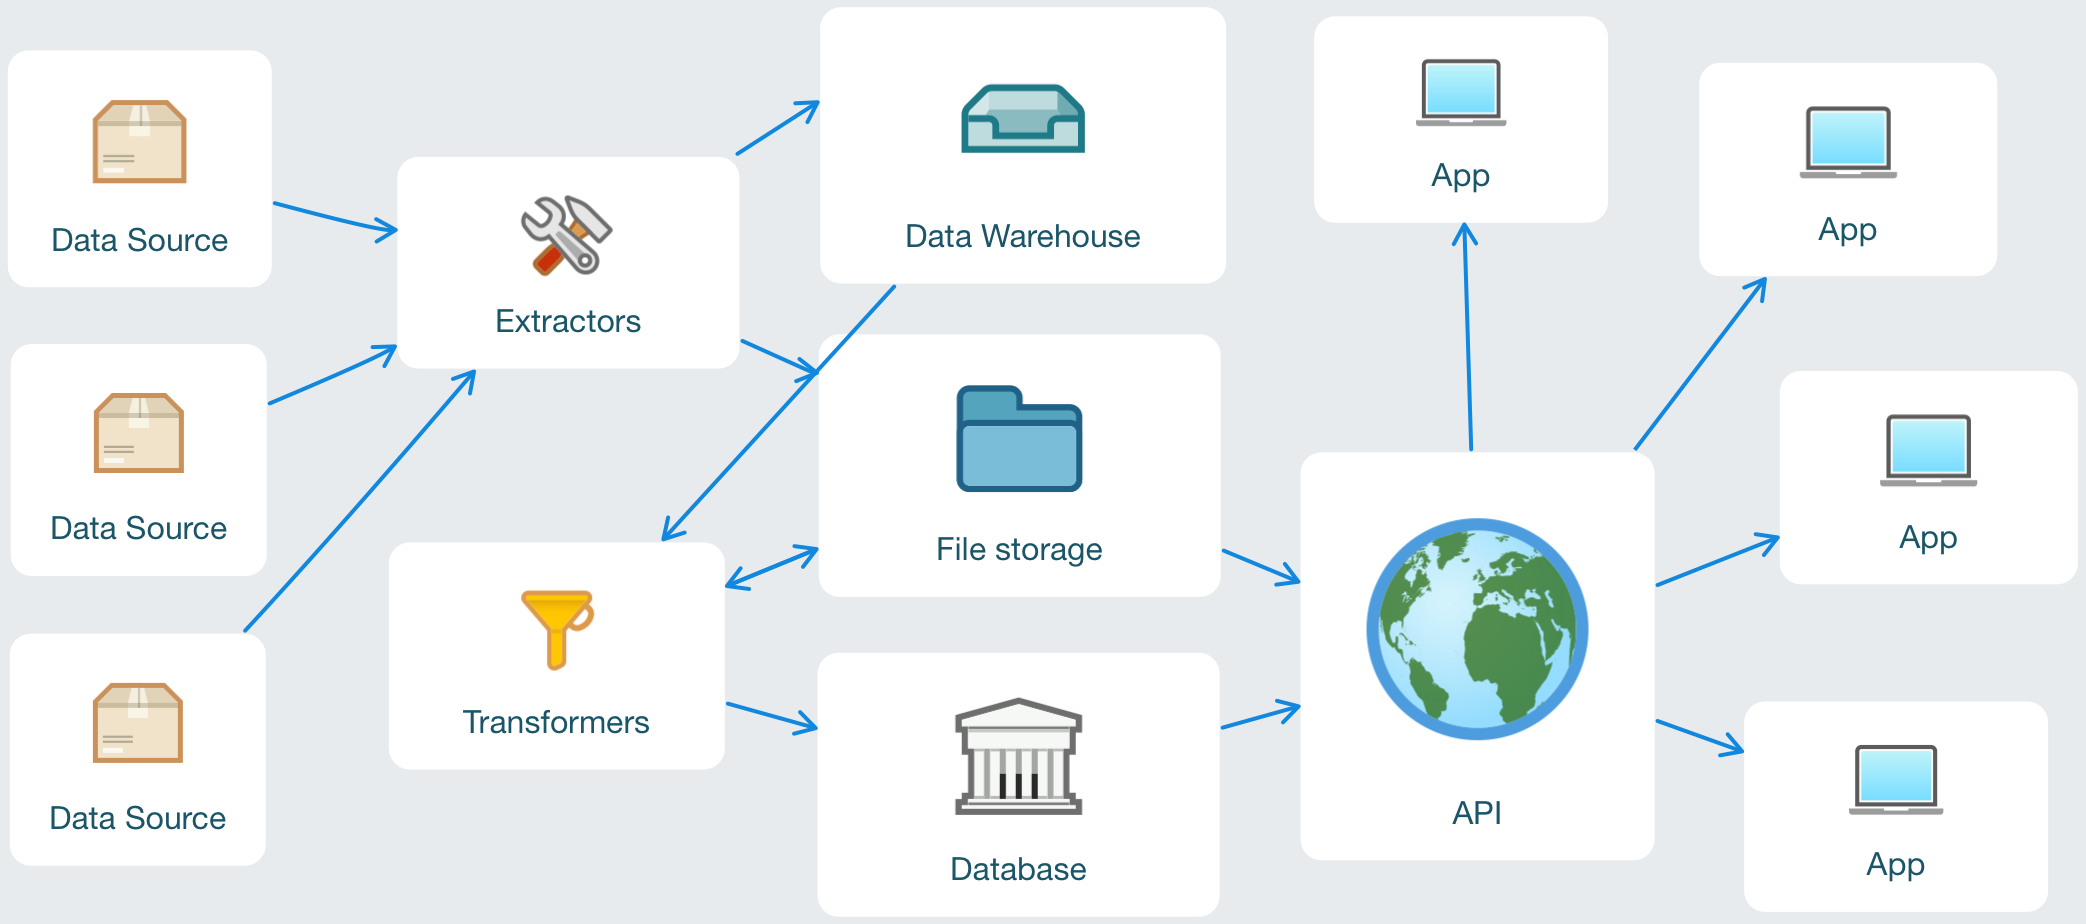 Data Source
Data Source
Data Source
Extractors
Transformers
Data Warehouse
File storage
Database
API
App
App
App
App